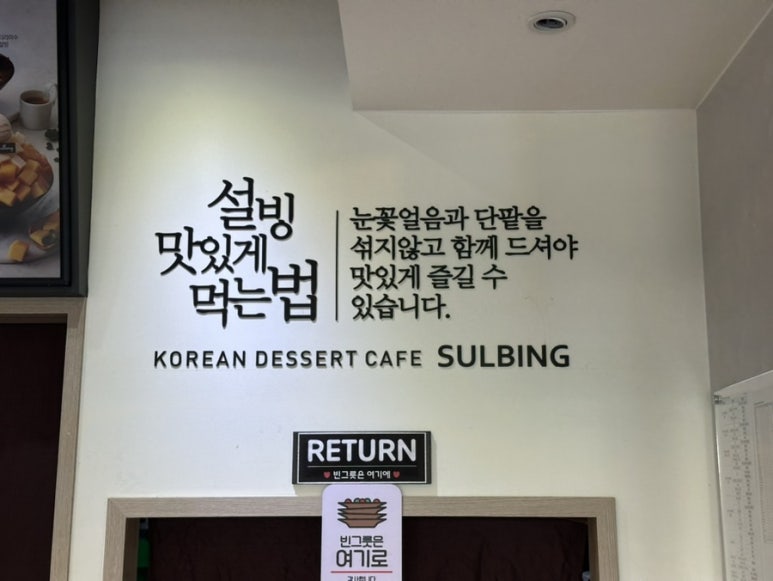 설빙
맛있게
먹는법
눈꽃얼음과 단팥을
섞지않고 함께 드셔야
맛있게 즐길 수
있습니다.
KOREAN DESSERT CAFE SULBING
RETURN
♥ 빈그릇은 여기에 ♥
빈그릇은
여기로